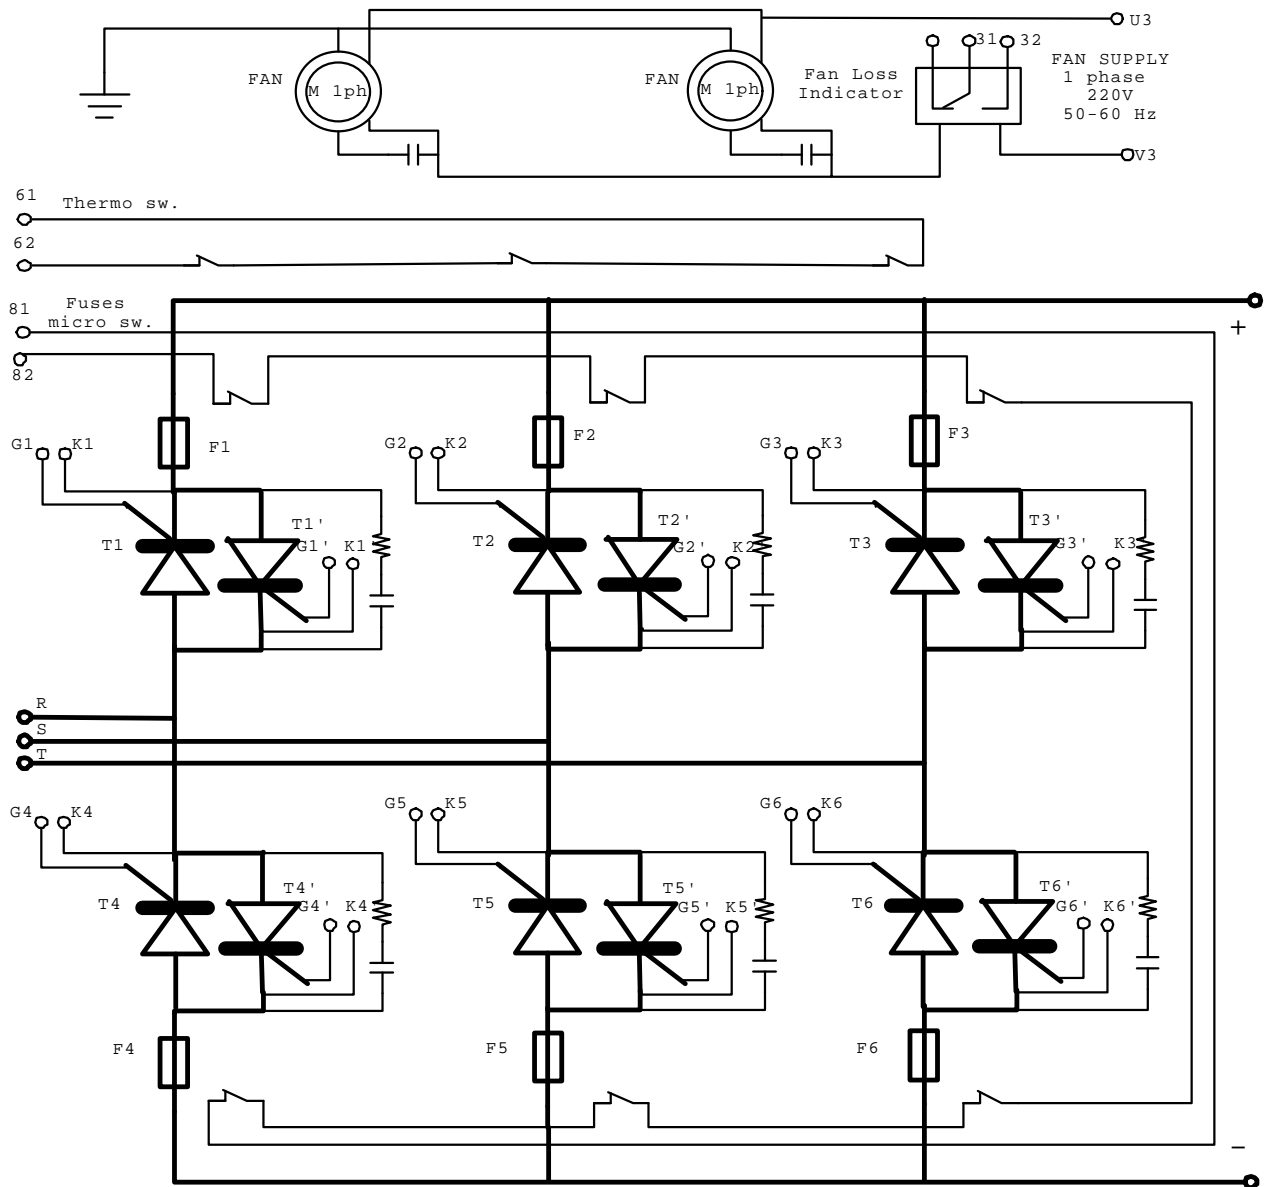 U3
31 32
FAN SUPPLY
1 phase
220V
50-60 Hz
FAN
M 1ph
FAN
M 1ph
Fan Loss
Indicator
V3
61
Thermo sw.
62
81
Fuses
micro sw.
82
+
G1 K1
F1
G2 K2
F2
G3 K3
F3
T1
T1'
G1' K1'
T2
T2'
G2' K2
T3
T3'
G3' K3
R
S
T
G4 K4
G5 K5
G6 K6
T4
T4'
G4' K4'
T5
T5'
G5' K5'
T6
T6'
G6' K6'
F4
F5
F6
−